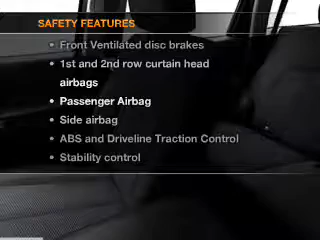 SAFETY FEATURES
• Front Ventilated disc brakes
• 1st and 2nd row curtain head
airbags
• Passenger Airbag
• Side airbag
• ABS and Driveline Traction Control
• Stability control